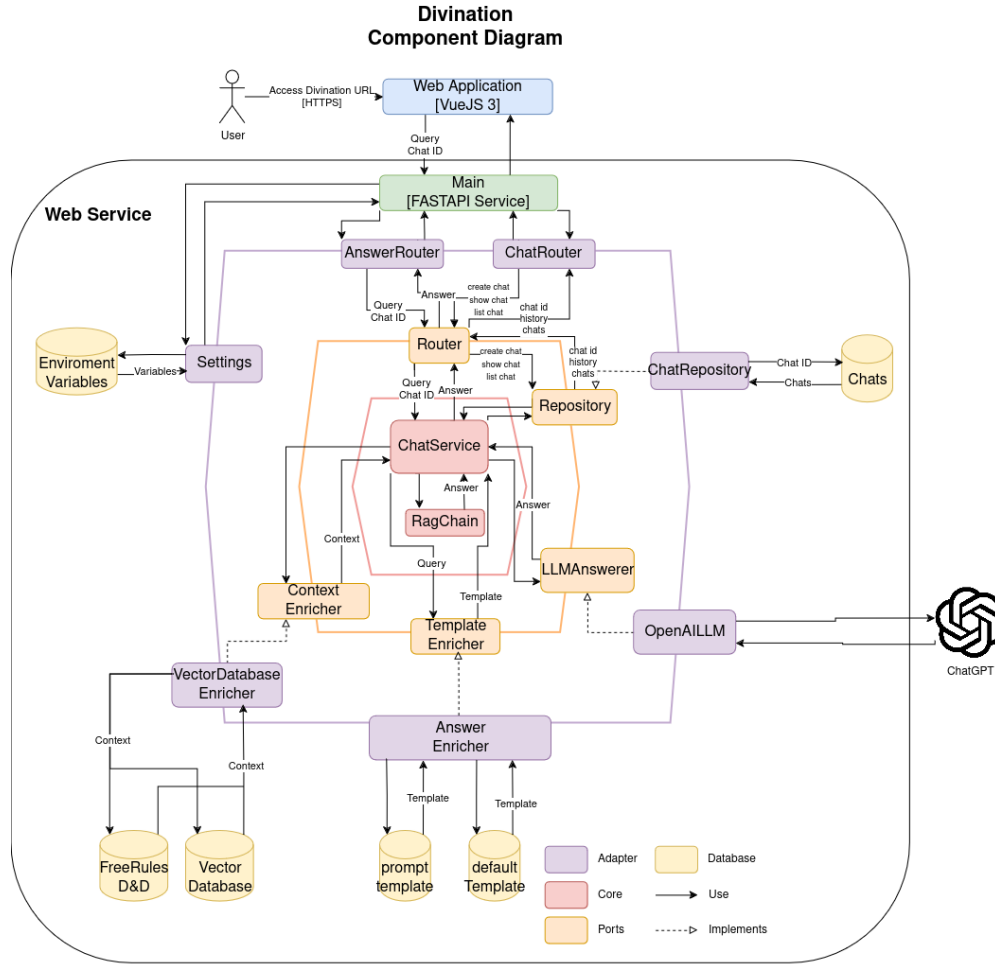 Divination
Component Diagram
Access Divination URL
[HTTPS]
Web Application
[VueJS 3]
User
Query
Chat ID
Web Service
Main
[FASTAPI Service]
AnswerRouter
ChatRouter
Query
Chat ID
Answer
create chat
show chat
list chat
chat id
history
chats
Router
Enviroment
Variables
Variables
Settings
Query
Chat ID
Answer
create chat
show chat
list chat
chat id
history
chats
ChatRepository
Chat ID
Chats
Chats
Repository
ChatService
Answer
RagChain
Answer
Context
Query
LLMAnswerer
Context
Enricher
Template
Template
Enricher
OpenAILLM
ChatGPT
VectorDatabase
Enricher
Answer
Enricher
Context
Context
Template
Template
FreeRules
D&D
Vector
Database
prompt
template
default
Template
Adapter
Database
Core
Use
Ports
Implements